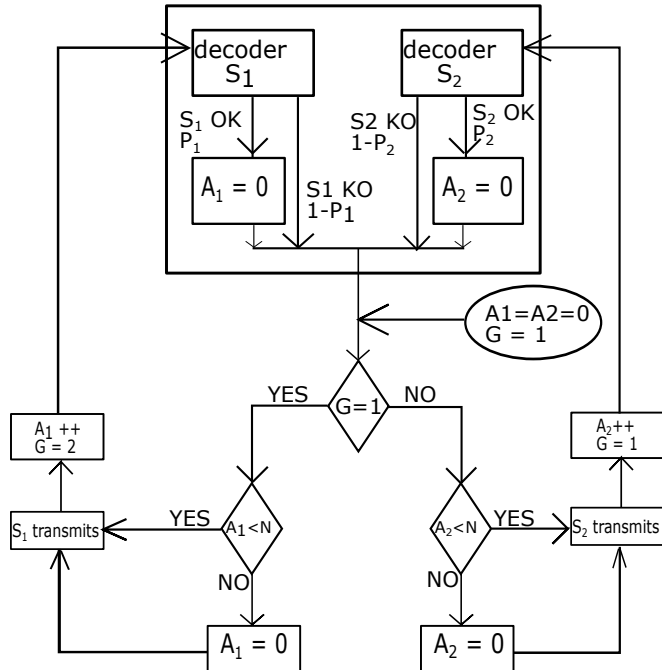 decoder
S1
decoder
S2
S1 OK
P1
S2 KO
1-P2
S2 OK
P2
A1 = 0
S1 KO
1-P1
A2 = 0
A1=A2=0
G = 1
YES
G=1
NO
A1 ++
G = 2
A2++
G = 1
S1 transmits
YES
A1<N
A2<N
YES
S2 transmits
NO
NO
A1 = 0
A2 = 0